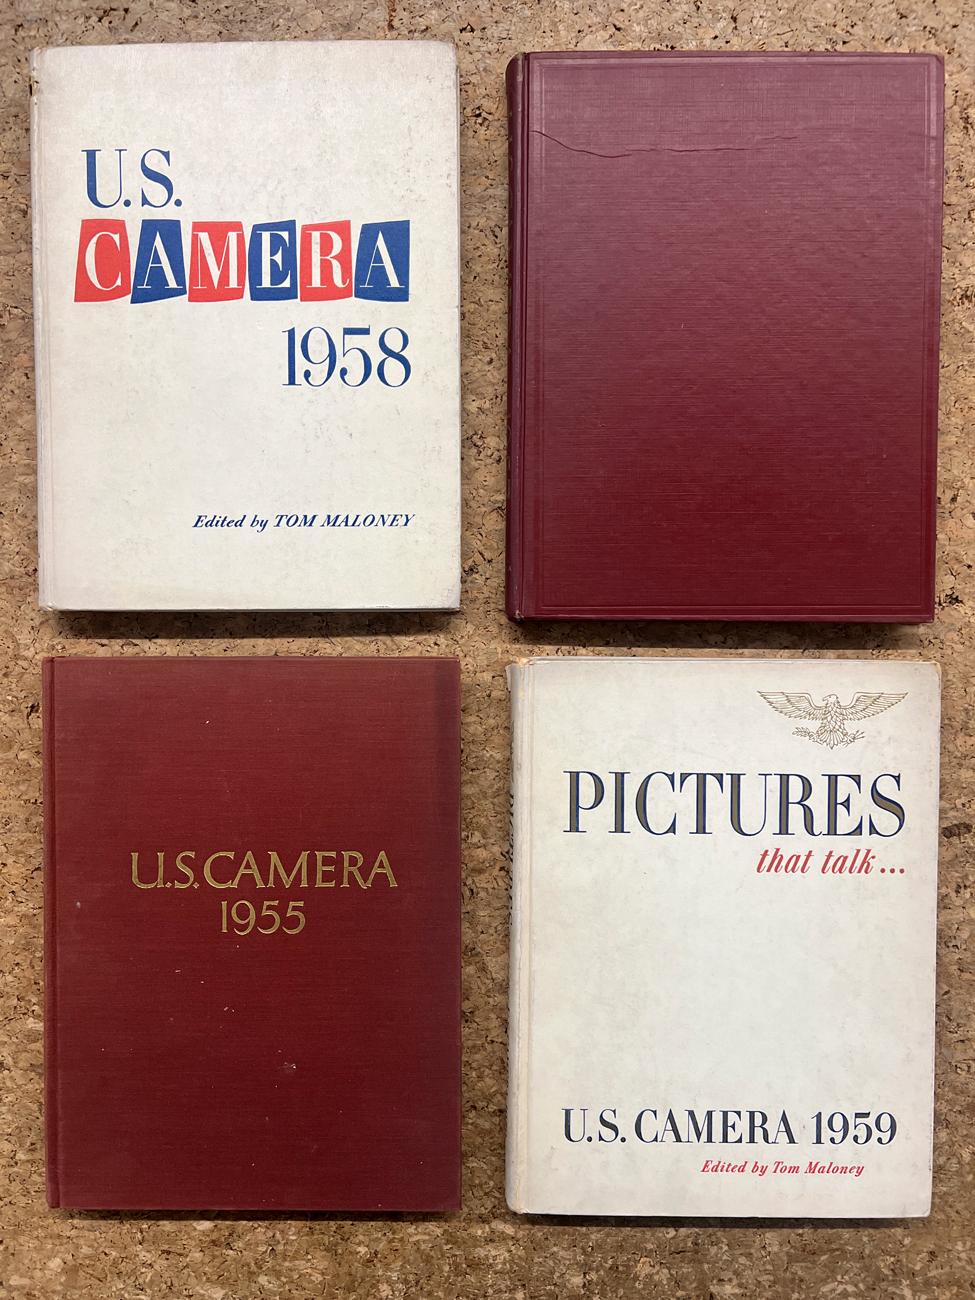 U.S.
CAMERA
1958
Edited by TOM MALONEY
U.S. CAMERA
1955
PICTURES
that talk...
U.S. CAMERA 1959
Edited by Tom Maloney